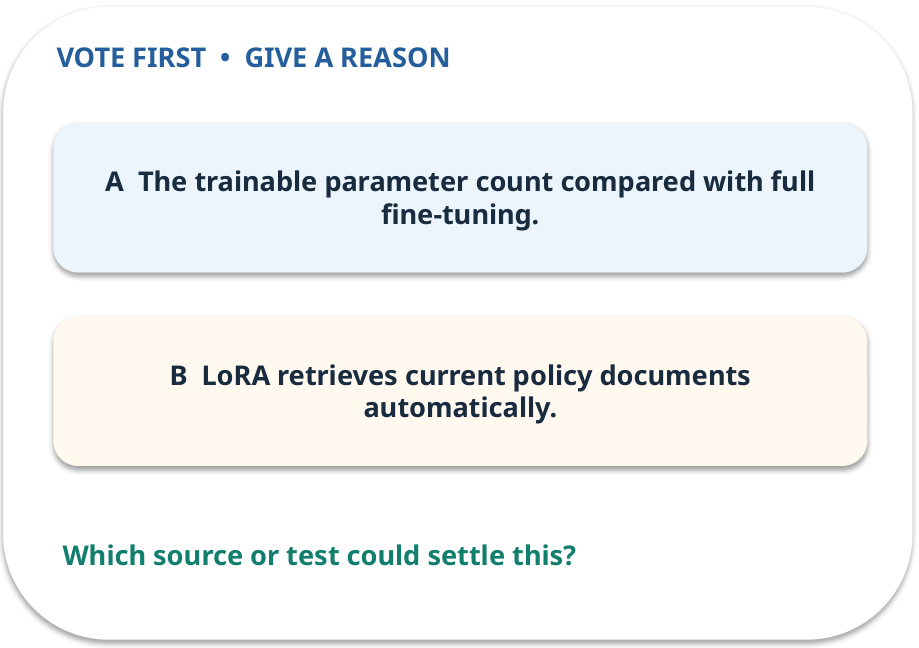 VOTE FIRST • GIVE A REASON
A The trainable parameter count compared with full
fine-tuning.
B LoRA retrieves current policy documents
automatically.
Which source or test could settle this?